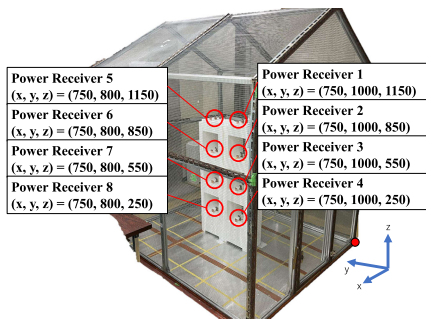 Power Receiver 5
(x, y, z) = (750, 800, 1150)
Power Receiver 6
(x, y, z) = (750, 800, 850)
Power Receiver 7
(x, y, z) = (750, 800, 550)
Power Receiver 8
(x, y, z) = (750, 800, 250)
Power Receiver 1
(x, y, z) = (750, 1000, 1150)
Power Receiver 2
(x, y, z) = (750, 1000, 850)
Power Receiver 3
(x, y, z) = (750, 1000, 550)
Power Receiver 4
(x, y, z) = (750, 1000, 250)
z
y
x